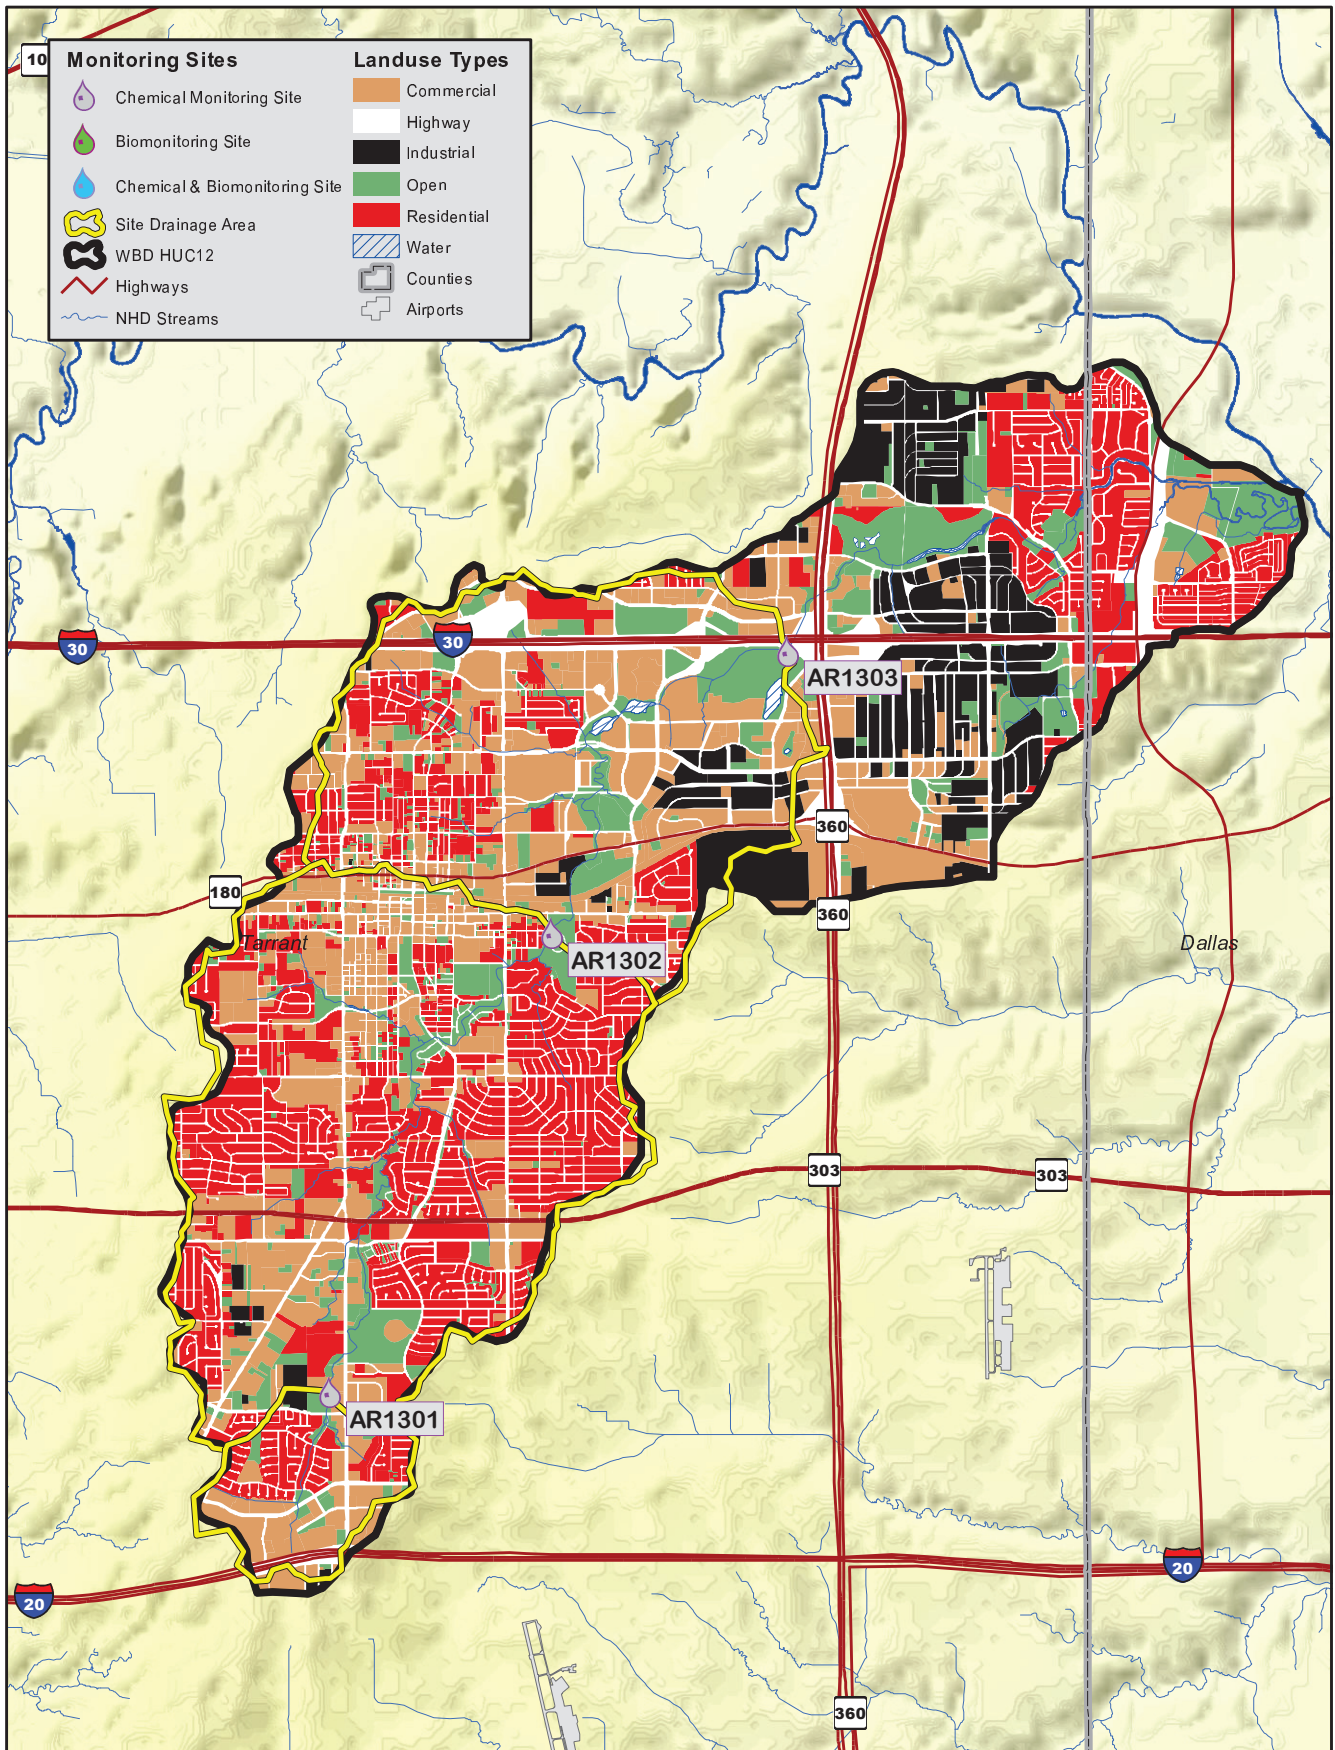 10
Monitoring Sites
Chemical Monitoring Site
Biomonitoring Site
Chemical & Biomonitoring Site
Site Drainage Area
WBD HUC12
Highways
NHD Streams
Landuse Types
Commercial
Highway
Industrial
Open
Residential
Water
Counties
Airports
30
30
AR1303
360
180
360
Tarrant
Dallas
AR1302
303
303
AR1301
20
20
360